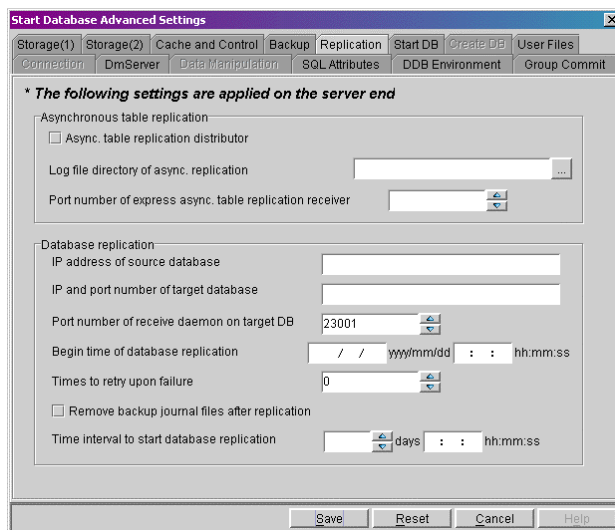 Start Database Advanced Settings
Storage(1) Storage(2) Cache and Control Backup Replication Start DB Create DB User Files
Connection DmServer Data Manipulation SQL Attributes DDB Environment Group Commit
* The following settings are applied on the server end
Asynchronous table replication
Async. table replication distributor
Log file directory of async. replication ...
Port number of express async. table replication receiver
Database replication
IP address of source database
IP and port number of target database
Port number of receive daemon on target DB 23001
Begin time of database replication / / yyyy/mm/dd : : hh:mm:ss
Times to retry upon failure 0
Remove backup journal files after replication
Time interval to start database replication days : : hh:mm:ss
Save Reset Cancel Help